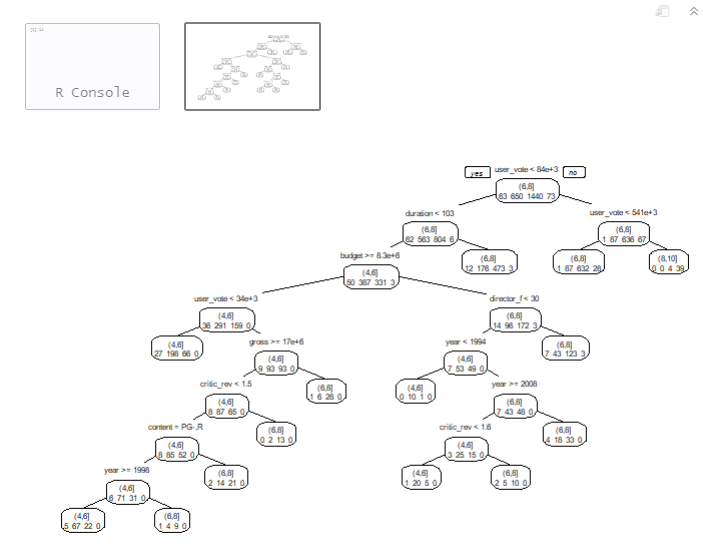 R Console
yes user_vote < 84e+3 no
(6,8]
63 650 1440 73
duration < 103
user_vote < 541e+3
(6,8]
62 563 804 6
(6,8]
1 87 636 67
budget >= 8.3e+6
(6,8]
12 176 473 3
(6,8]
1 87 632 28
(8,10]
0 0 4 39
(4,6]
50 387 331 3
user_vote < 34e+3
director_f < 30
(4,6]
36 291 159 0
(6,8]
14 96 172 3
gross >= 17e+6
year < 1994
(4,6]
27 198 66 0
(4,6]
9 93 93 0
(4,6]
7 53 49 0
(6,8]
7 43 123 3
critic_rev < 1.5
year >= 2008
(6,8]
1 6 28 0
(4,6]
0 10 1 0
(4,6]
8 87 65 0
(6,8]
7 43 48 0
content = PG-,R
critic_rev < 1.6
(6,8]
0 2 13 0
(6,8]
4 18 33 0
(4,6]
8 85 52 0
(4,6]
3 25 15 0
year >= 1998
(6,8]
2 14 21 0
(4,6]
1 20 5 0
(6,8]
2 5 10 0
(4,6]
6 71 31 0
(4,6]
5 67 22 0
(6,8]
1 4 9 0